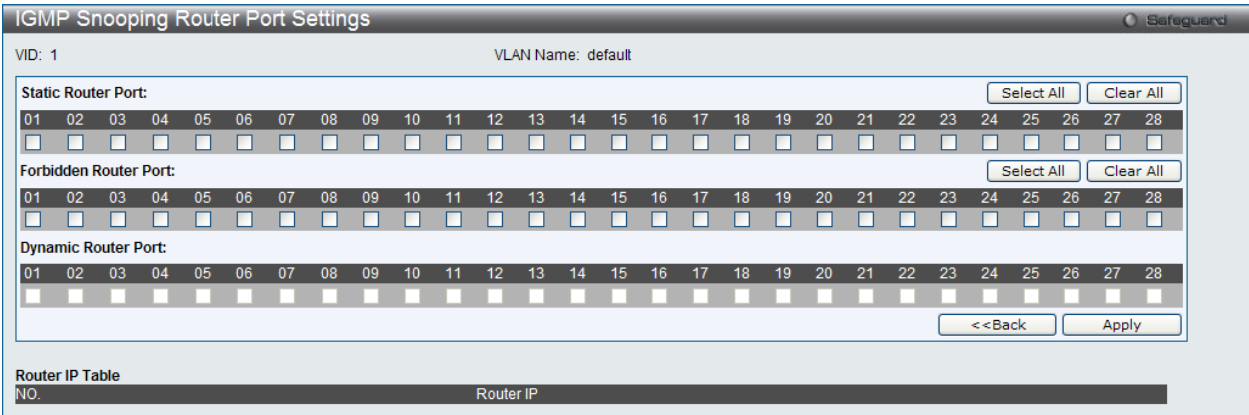 IGMP Snooping Router Port Settings Safeguard
VID: 1 VLAN Name: default
Static Router Port: Select All Clear All
01 02 03 04 05 06 07 08 09 10 11 12 13 14 15 16 17 18 19 20 21 22 23 24 25 26 27 28
Forbidden Router Port: Select All Clear All
01 02 03 04 05 06 07 08 09 10 11 12 13 14 15 16 17 18 19 20 21 22 23 24 25 26 27 28
Dynamic Router Port:
01 02 03 04 05 06 07 08 09 10 11 12 13 14 15 16 17 18 19 20 21 22 23 24 25 26 27 28
<<Back Apply
Router IP Table
NO. Router IP